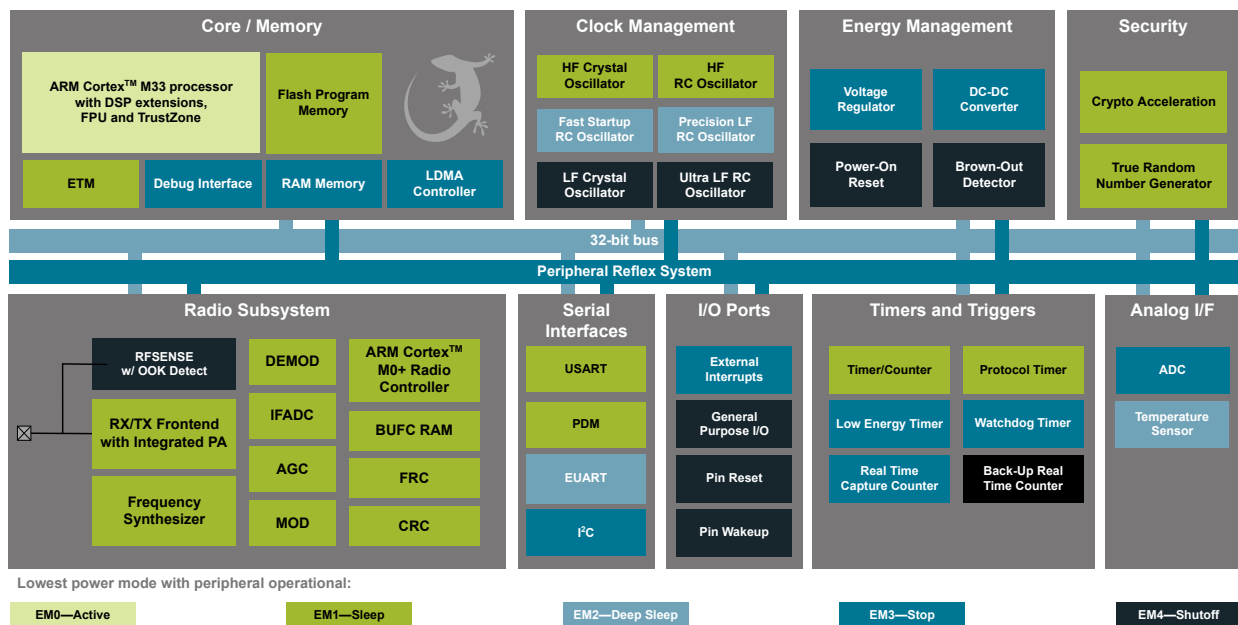 Core / Memory
ARM Cortex™ M33 processor
with DSP extensions,
FPU and TrustZone
Flash Program
Memory
ETM
Debug Interface
RAM Memory
LDMA
Controller
Clock Management
HF Crystal
Oscillator
HF
RC Oscillator
Fast Startup
RC Oscillator
Precision LF
RC Oscillator
LF Crystal
Oscillator
Ultra LF RC
Oscillator
Energy Management
Voltage
Regulator
DC-DC
Converter
Power-On
Reset
Brown-Out
Detector
Security
Crypto Acceleration
True Random
Number Generator
32-bit bus
Peripheral Reflex System
Radio Subsystem
RFSENSE
w/ OOK Detect
RX/TX Frontend
with Integrated PA
Frequency
Synthesizer
DEMOD
IFADC
AGC
MOD
ARM Cortex™
M0+ Radio
Controller
BUFC RAM
FRC
CRC
Serial
Interfaces
USART
PDM
EUART
I²C
I/O Ports
External
Interrupts
General
Purpose I/O
Pin Reset
Pin Wakeup
Timers and Triggers
Timer/Counter
Protocol Timer
Low Energy Timer
Watchdog Timer
Real Time
Capture Counter
Back-Up Real
Time Counter
Analog I/F
ADC
Temperature
Sensor
Lowest power mode with peripheral operational:
EM0—Active
EM1—Sleep
EM2—Deep Sleep
EM3—Stop
EM4—Shutoff